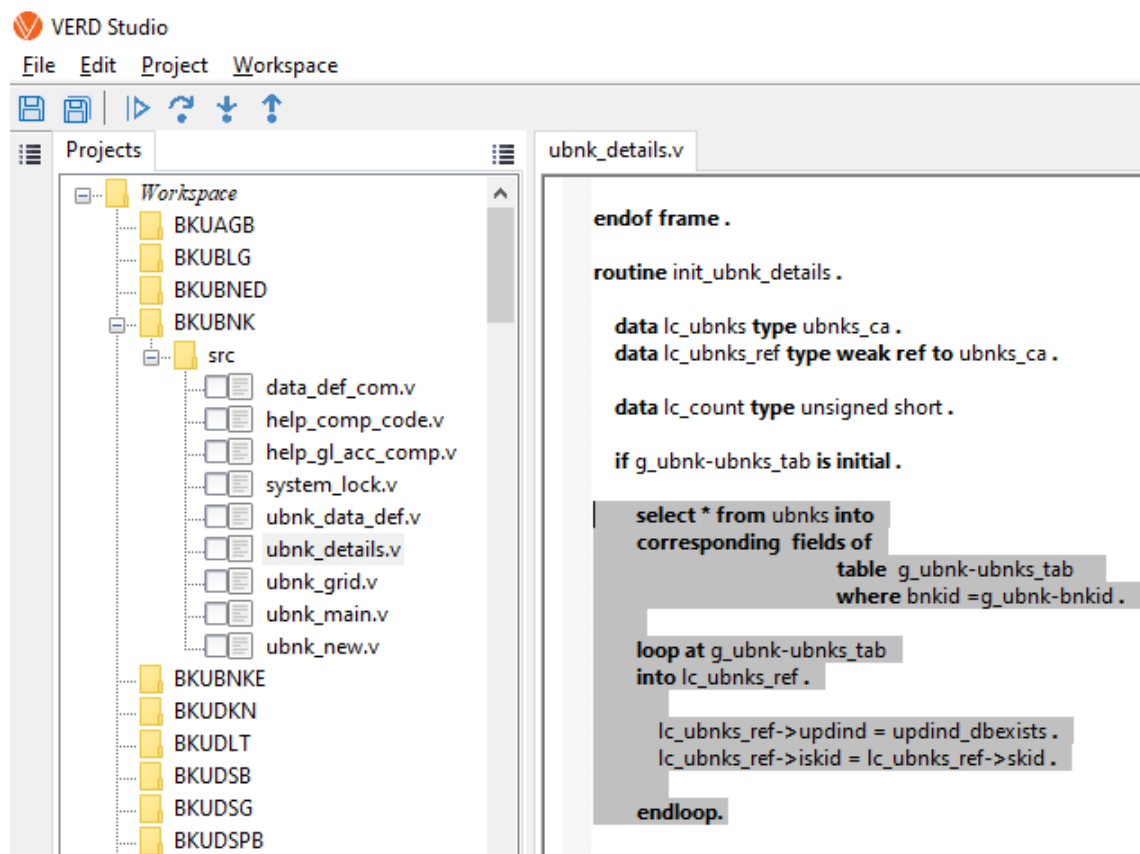 VERD Studio
File Edit Project Workspace
Projects
Workspace
BKUAGB
BKUBLG
BKUBNED
BKUBNK
src
data_def_com.v
help_comp_code.v
help_gl_acc_comp.v
system_lock.v
ubnk_data_def.v
ubnk_details.v
ubnk_grid.v
ubnk_main.v
ubnk_new.v
BKUBNKE
BKUDKN
BKUDLT
BKUDSB
BKUDSG
BKUDSPB
ubnk_details.v
endof frame .
routine init_ubnk_details .
data lc_ubnks type ubnks_ca .
data lc_ubnks_ref type weak ref to ubnks_ca .
data lc_count type unsigned short .
if g_ubnk-ubnks_tab is initial .
select * from ubnks into
corresponding fields of
table g_ubnk-ubnks_tab
where bnkid =g_ubnk-bnkid .
loop at g_ubnk-ubnks_tab
into lc_ubnks_ref .
lc_ubnks_ref->updind = updind_dbexists .
lc_ubnks_ref->iskid = lc_ubnks_ref->skid .
endloop.